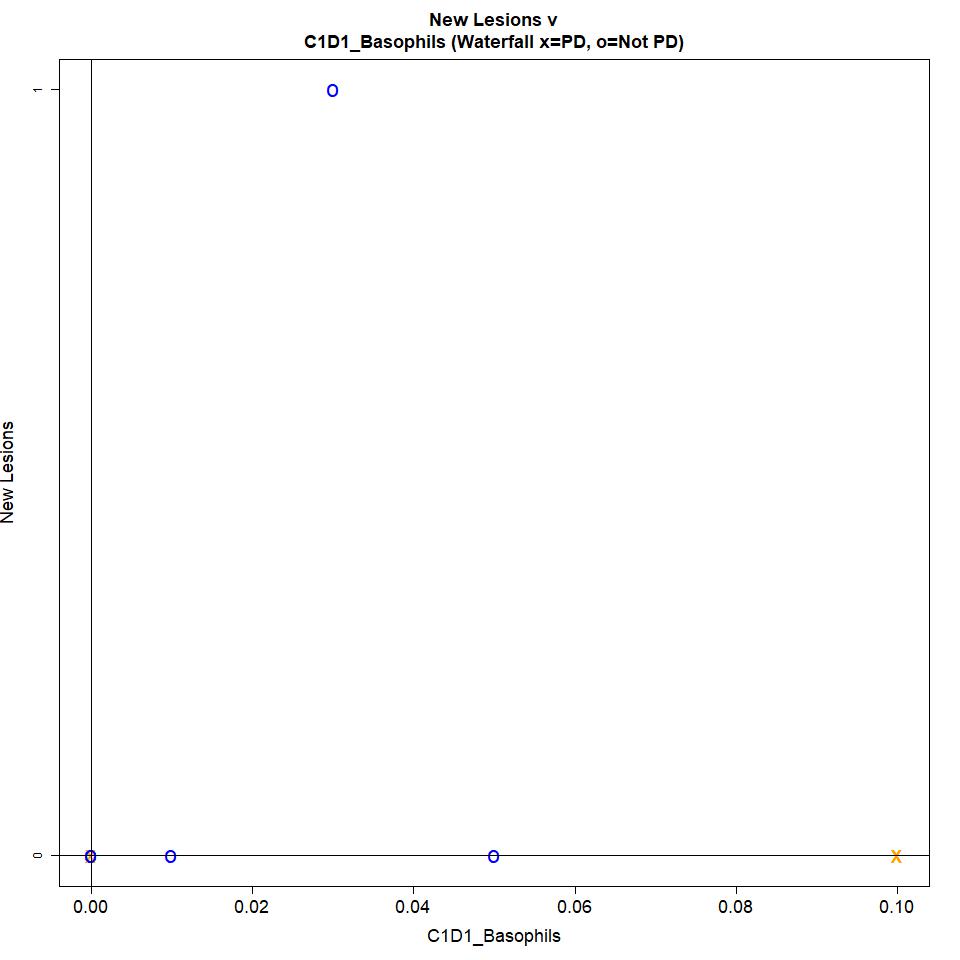 New Lesions v
C1D1_Basophils (Waterfall x=PD, o=Not PD)
New Lesions
1
0
0.00 0.02 0.04 0.06 0.08 0.10
C1D1_Basophils